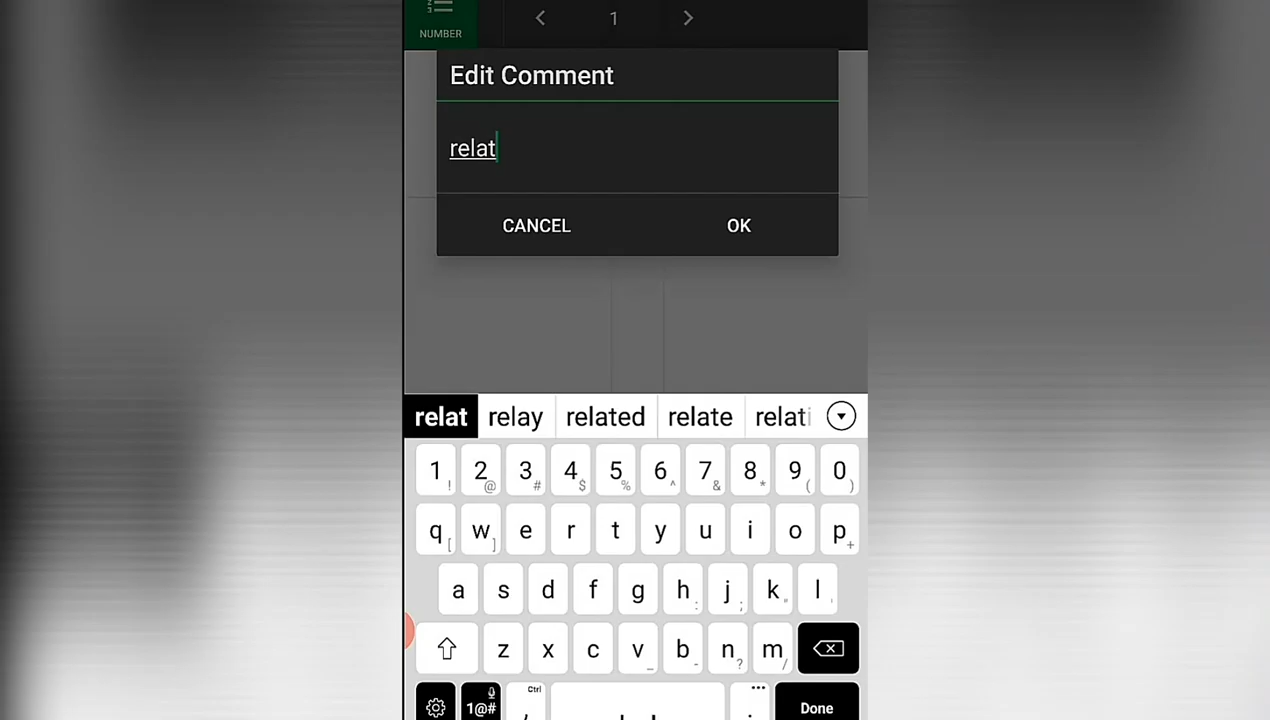 NUMBER
1
Edit Comment
relat
CANCEL
OK
relat relay related relate relati
1 2 3 4 5 6 7 8 9 0
! @ # $ % ^ & * ( )
q w e r t y u i o p
[ ] +
a s d f g h j k l
: ; " '
z x c v b n m
_ - ? /
1@# Ctrl , ... . Done